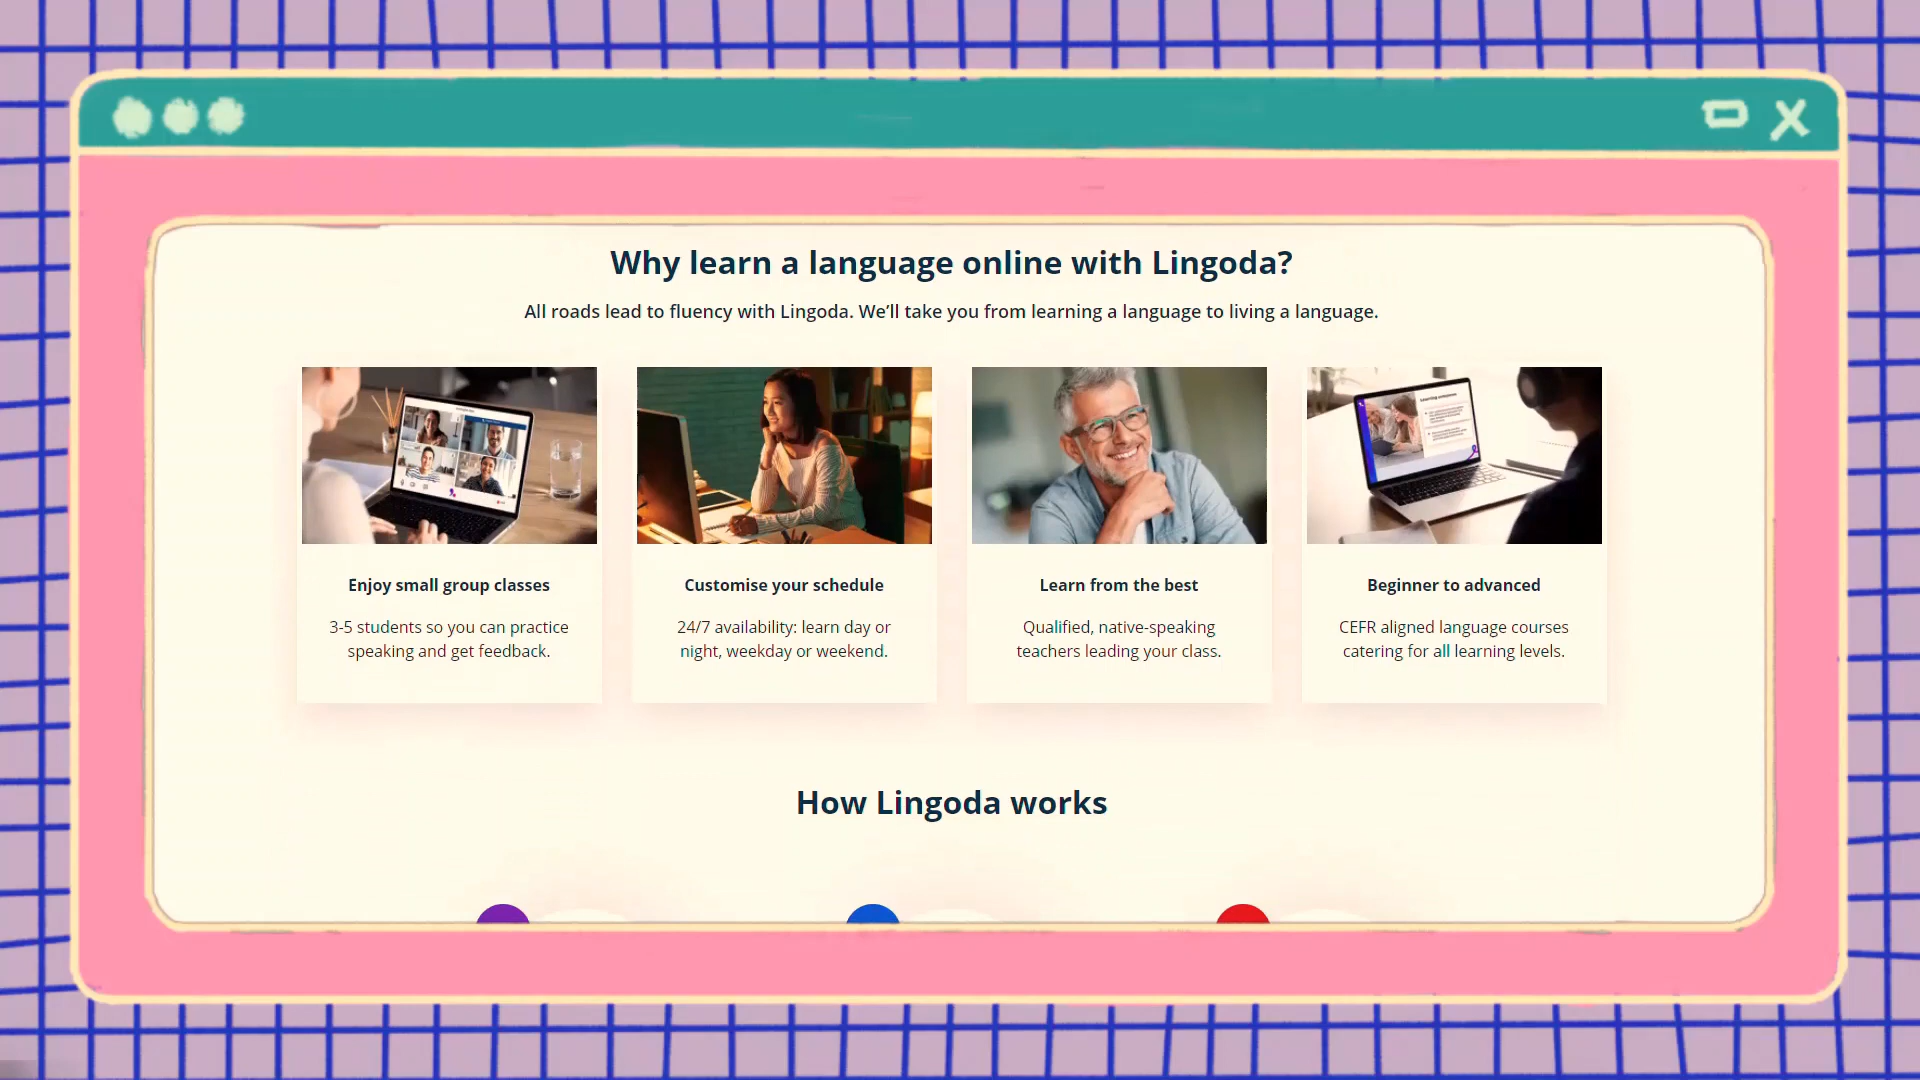 Why learn a language online with Lingoda?
All roads lead to fluency with Lingoda. We’ll take you from learning a language to living a language.
Enjoy small group classes
3-5 students so you can practice
speaking and get feedback.
Customise your schedule
24/7 availability: learn day or
night, weekday or weekend.
Learn from the best
Qualified, native-speaking
teachers leading your class.
Beginner to advanced
CEFR aligned language courses
catering for all learning levels.
How Lingoda works